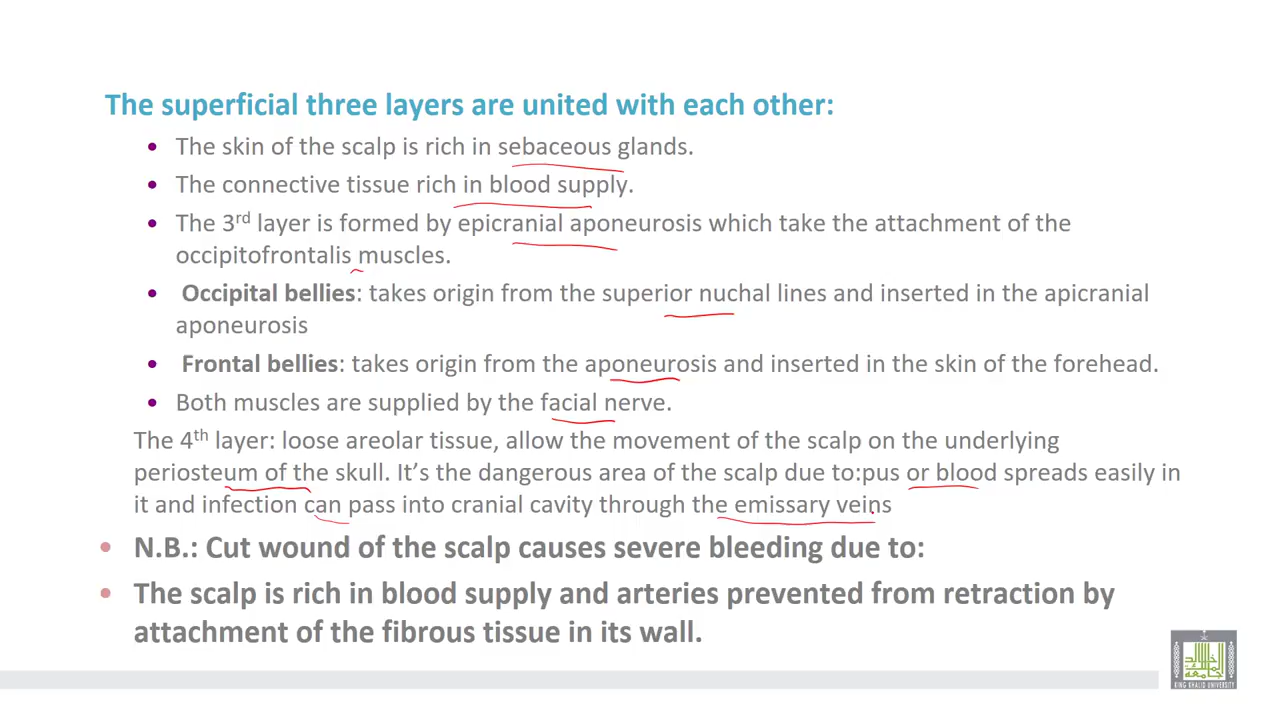 The superficial three layers are united with each other:
• The skin of the scalp is rich in sebaceous glands.
• The connective tissue rich in blood supply.
• The 3rd layer is formed by epicranial aponeurosis which take the attachment of the
occipitofrontalis muscles.
• Occipital bellies: takes origin from the superior nuchal lines and inserted in the apicranial
aponeurosis
• Frontal bellies: takes origin from the aponeurosis and inserted in the skin of the forehead.
• Both muscles are supplied by the facial nerve.
The 4th layer: loose areolar tissue, allow the movement of the scalp on the underlying
periosteum of the skull. It’s the dangerous area of the scalp due to:pus or blood spreads easily in
it and infection can pass into cranial cavity through the emissary veins
• N.B.: Cut wound of the scalp causes severe bleeding due to:
• The scalp is rich in blood supply and arteries prevented from retraction by
attachment of the fibrous tissue in its wall.
KING KHALID UNIVERSITY